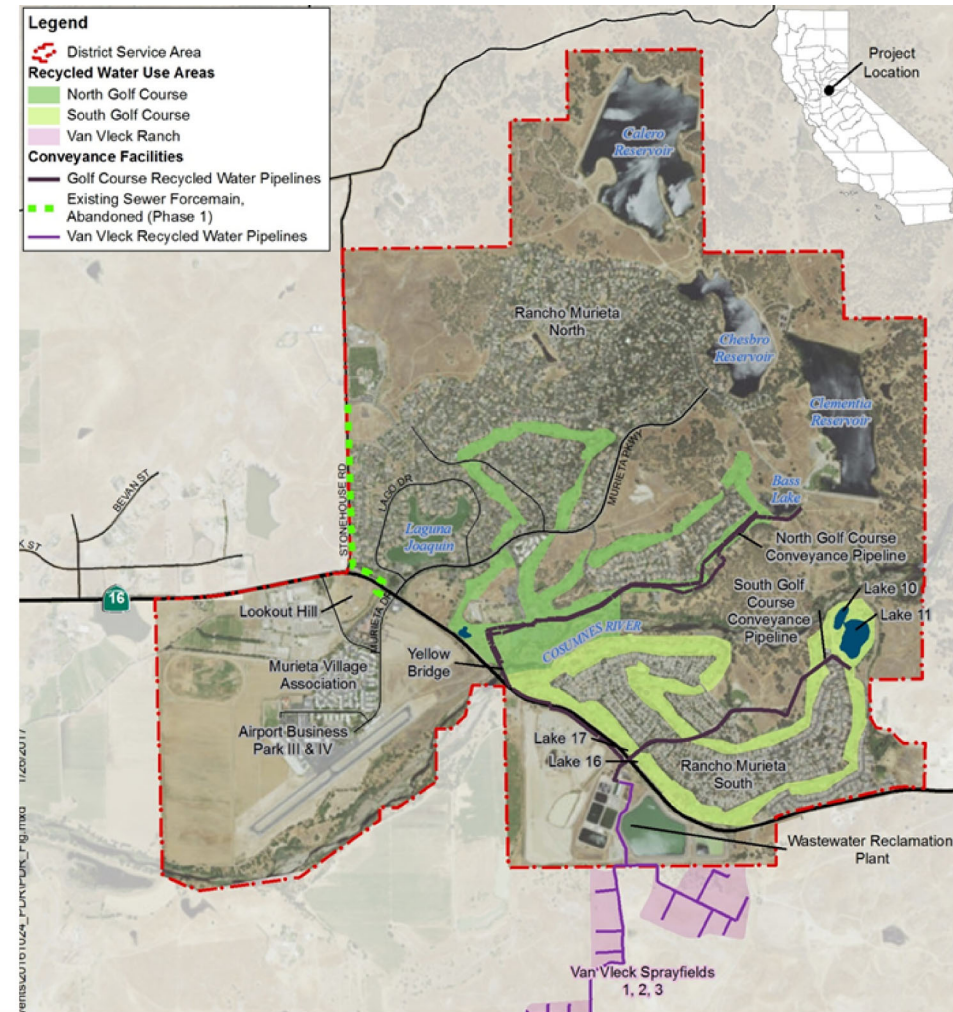 Legend
District Service Area
Recycled Water Use Areas
North Golf Course
South Golf Course
Van Vleck Ranch
Conveyance Facilities
Golf Course Recycled Water Pipelines
Existing Sewer Forcemain,
Abandoned (Phase 1)
Van Vleck Recycled Water Pipelines
Project
Location
Calero
Reservoir
Rancho Murieta
North
Chesbro
Reservoir
Clementia
Reservoir
MURIETA PKWY
STONEHOUSE RD
LAGO DR
BEVAN ST
K ST
Laguna
Joaquin
Bass
Lake
North Golf Course
Conveyance Pipeline
South Golf
Course
Conveyance
Pipeline
Lake 10
Lake 11
16
Lookout Hill
MURIETA DR
COSUMNES RIVER
Yellow
Bridge
Murieta Village
Association
Airport Business
Park III & IV
Lake 17
Lake 16
Rancho Murieta
South
Wastewater Reclamation
Plant
Van Vleck Sprayfields
1, 2, 3